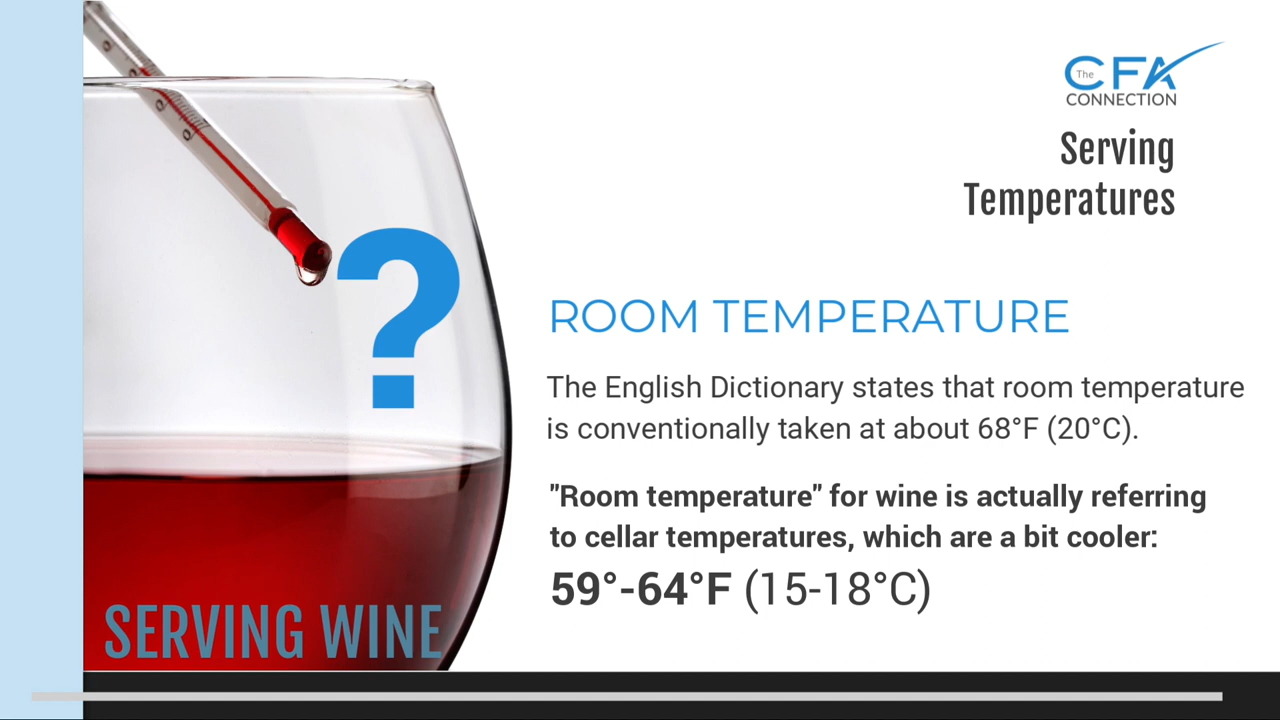 The CFA
CONNECTION
Serving
Temperatures
?
ROOM TEMPERATURE
The English Dictionary states that room temperature
is conventionally taken at about 68°F (20°C).
"Room temperature" for wine is actually referring
to cellar temperatures, which are a bit cooler:
59°-64°F (15-18°C)
SERVING WINE